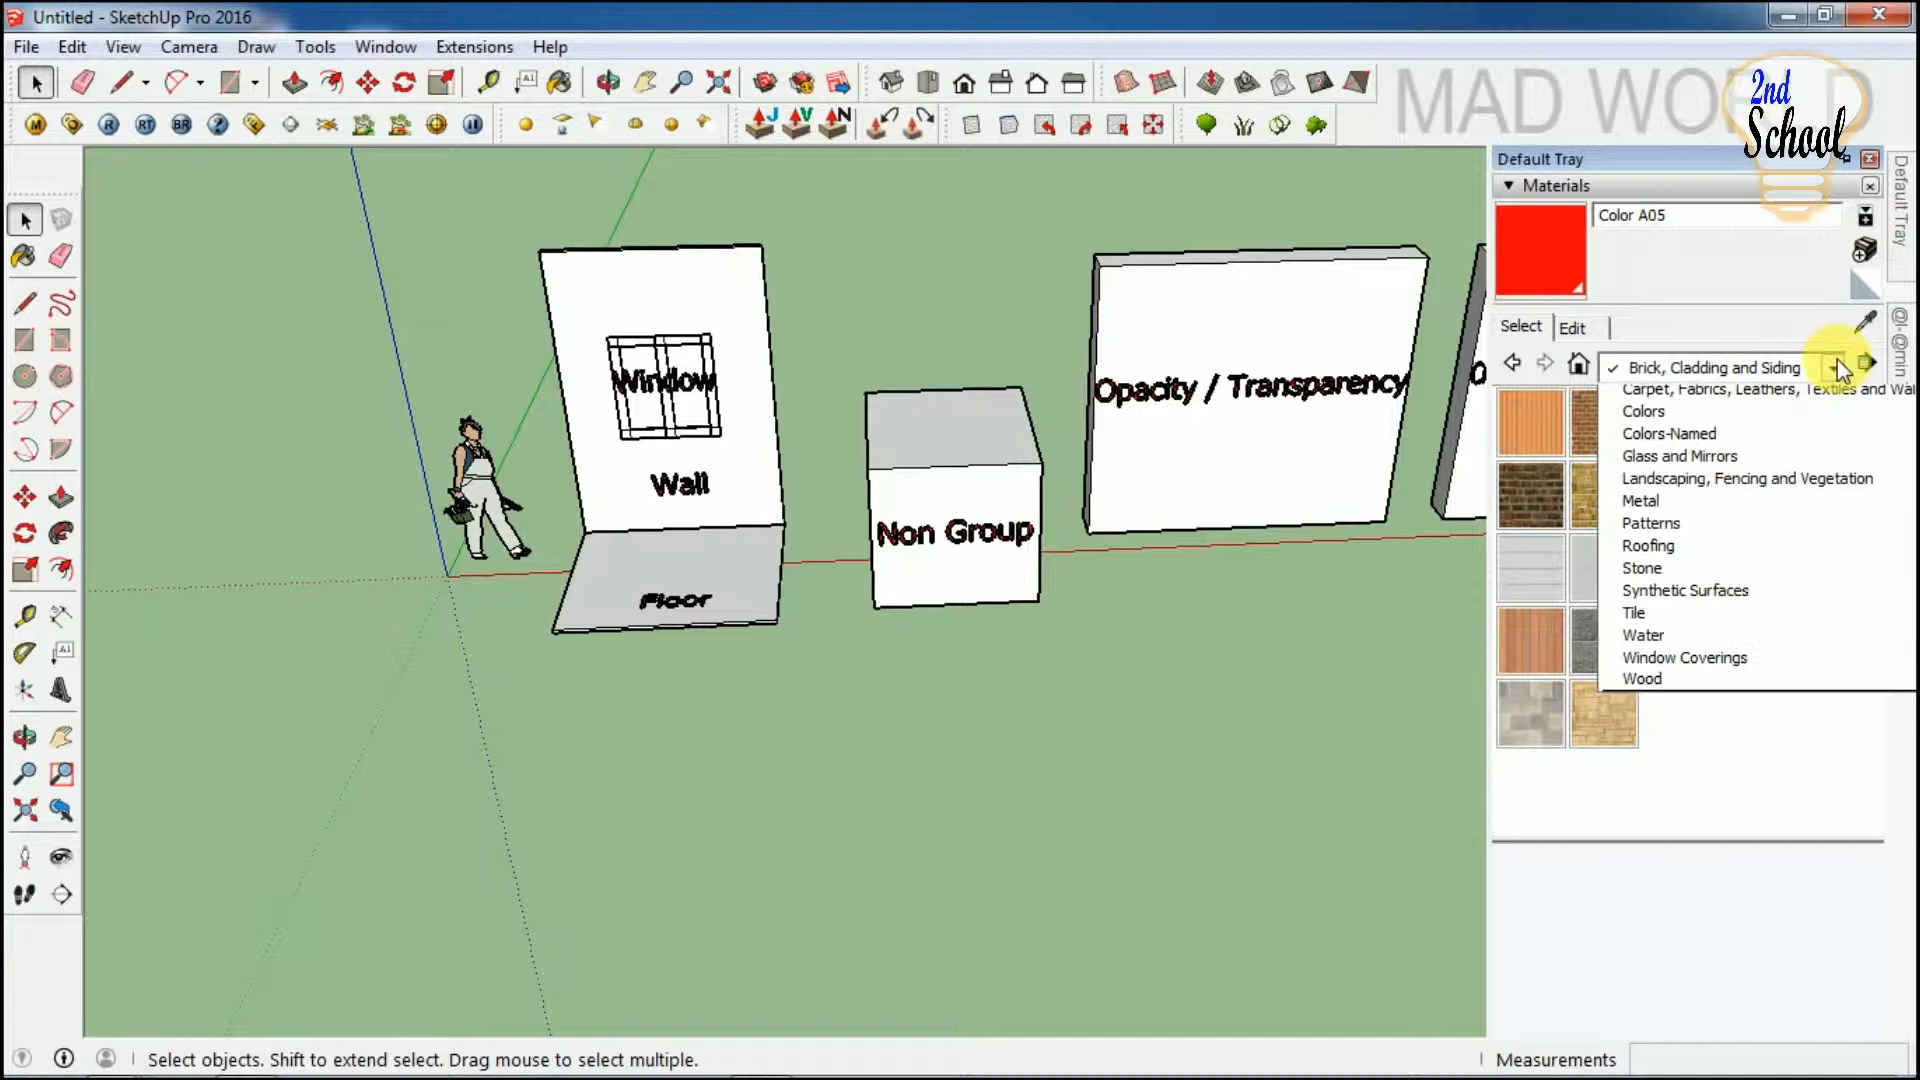 Untitled - SketchUp Pro 2016
File Edit View Camera Draw Tools Window Extensions Help
MAD WORLD
2nd School
Default Tray
Materials
Color A05
Default Tray
Select Edit
Brick, Cladding and Siding
Carpet, Fabrics, Leathers, Textiles and Wal
Colors
Colors-Named
Glass and Mirrors
Landscaping, Fencing and Vegetation
Metal
Patterns
Roofing
Stone
Synthetic Surfaces
Tile
Water
Window Coverings
Wood
Window
Wall
Floor
Non Group
Opacity / Transparency
Select objects. Shift to extend select. Drag mouse to select multiple.
Measurements